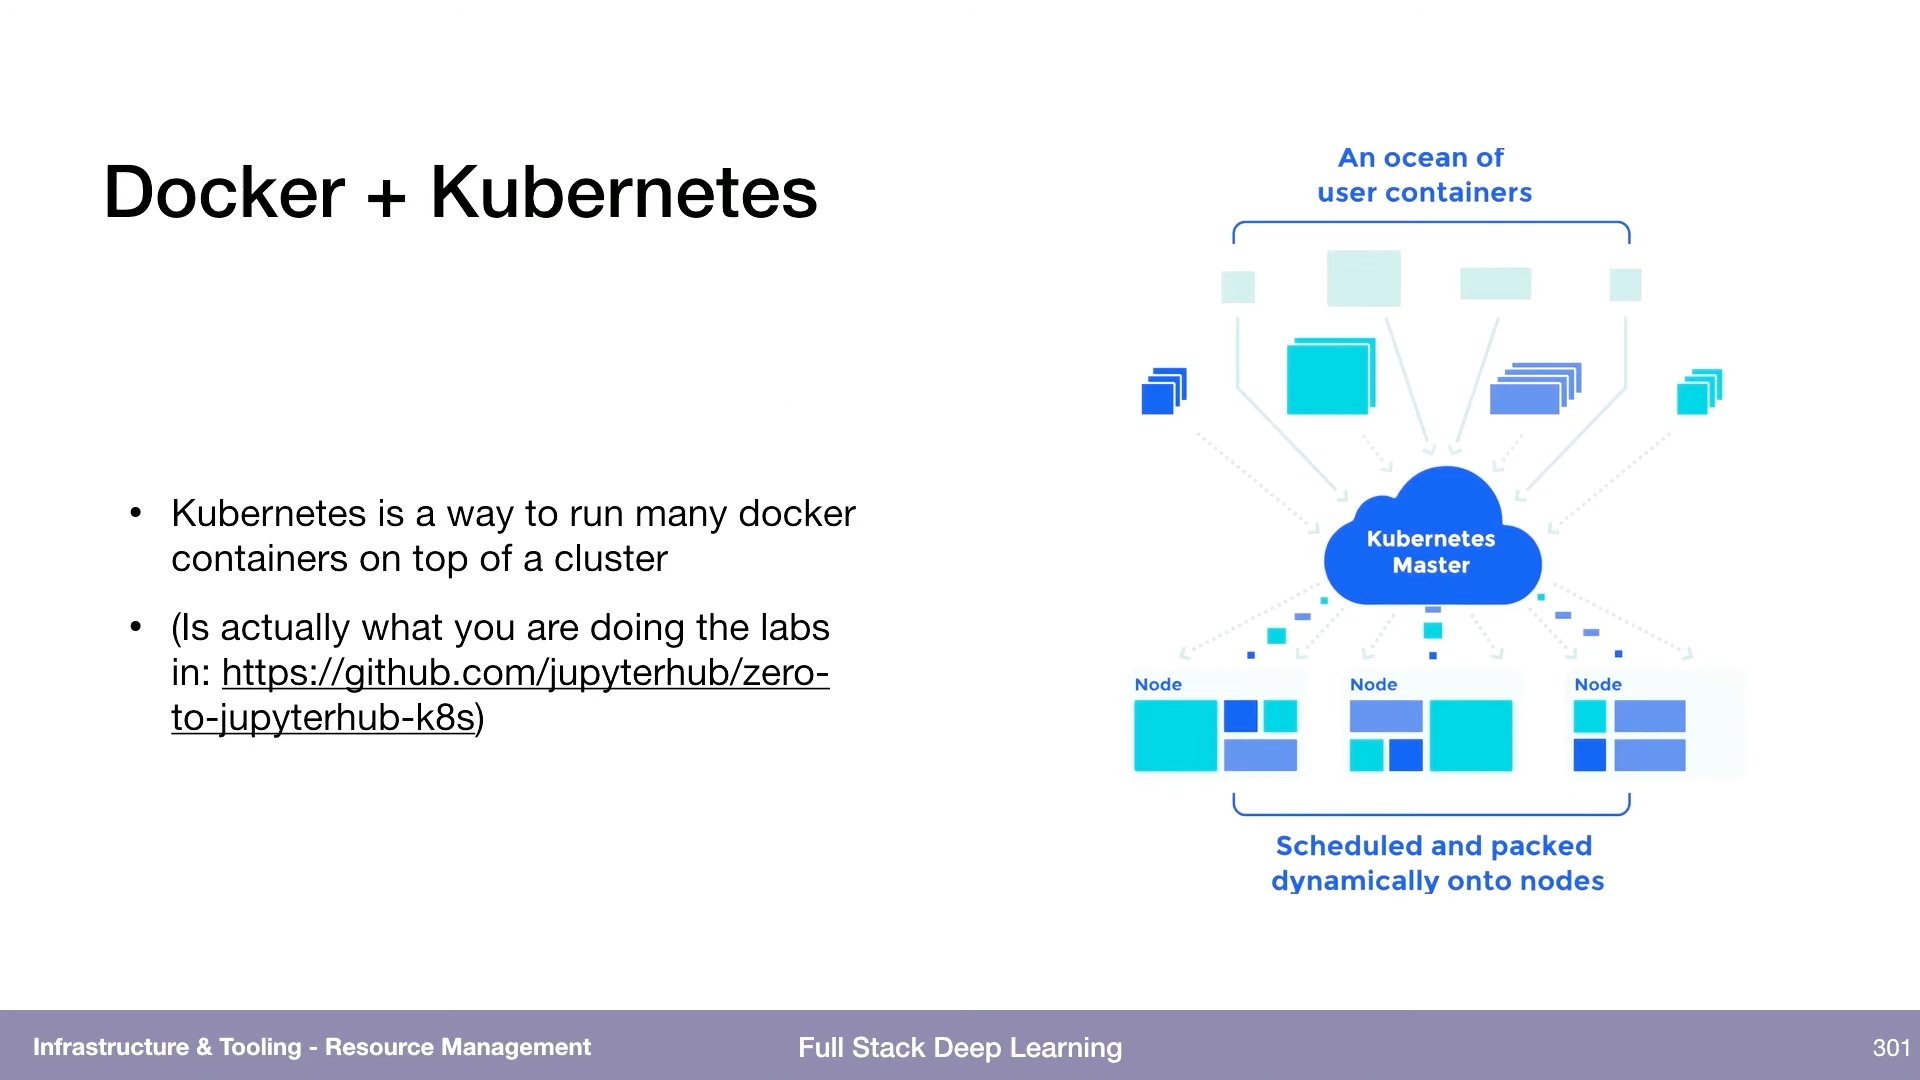 Docker + Kubernetes
• Kubernetes is a way to run many docker
containers on top of a cluster
• (Is actually what you are doing the labs
in: https://github.com/jupyterhub/zero-
to-jupyterhub-k8s)
An ocean of
user containers
Kubernetes
Master
Node
Node
Node
Scheduled and packed
dynamically onto nodes
Infrastructure & Tooling - Resource Management
Full Stack Deep Learning
301